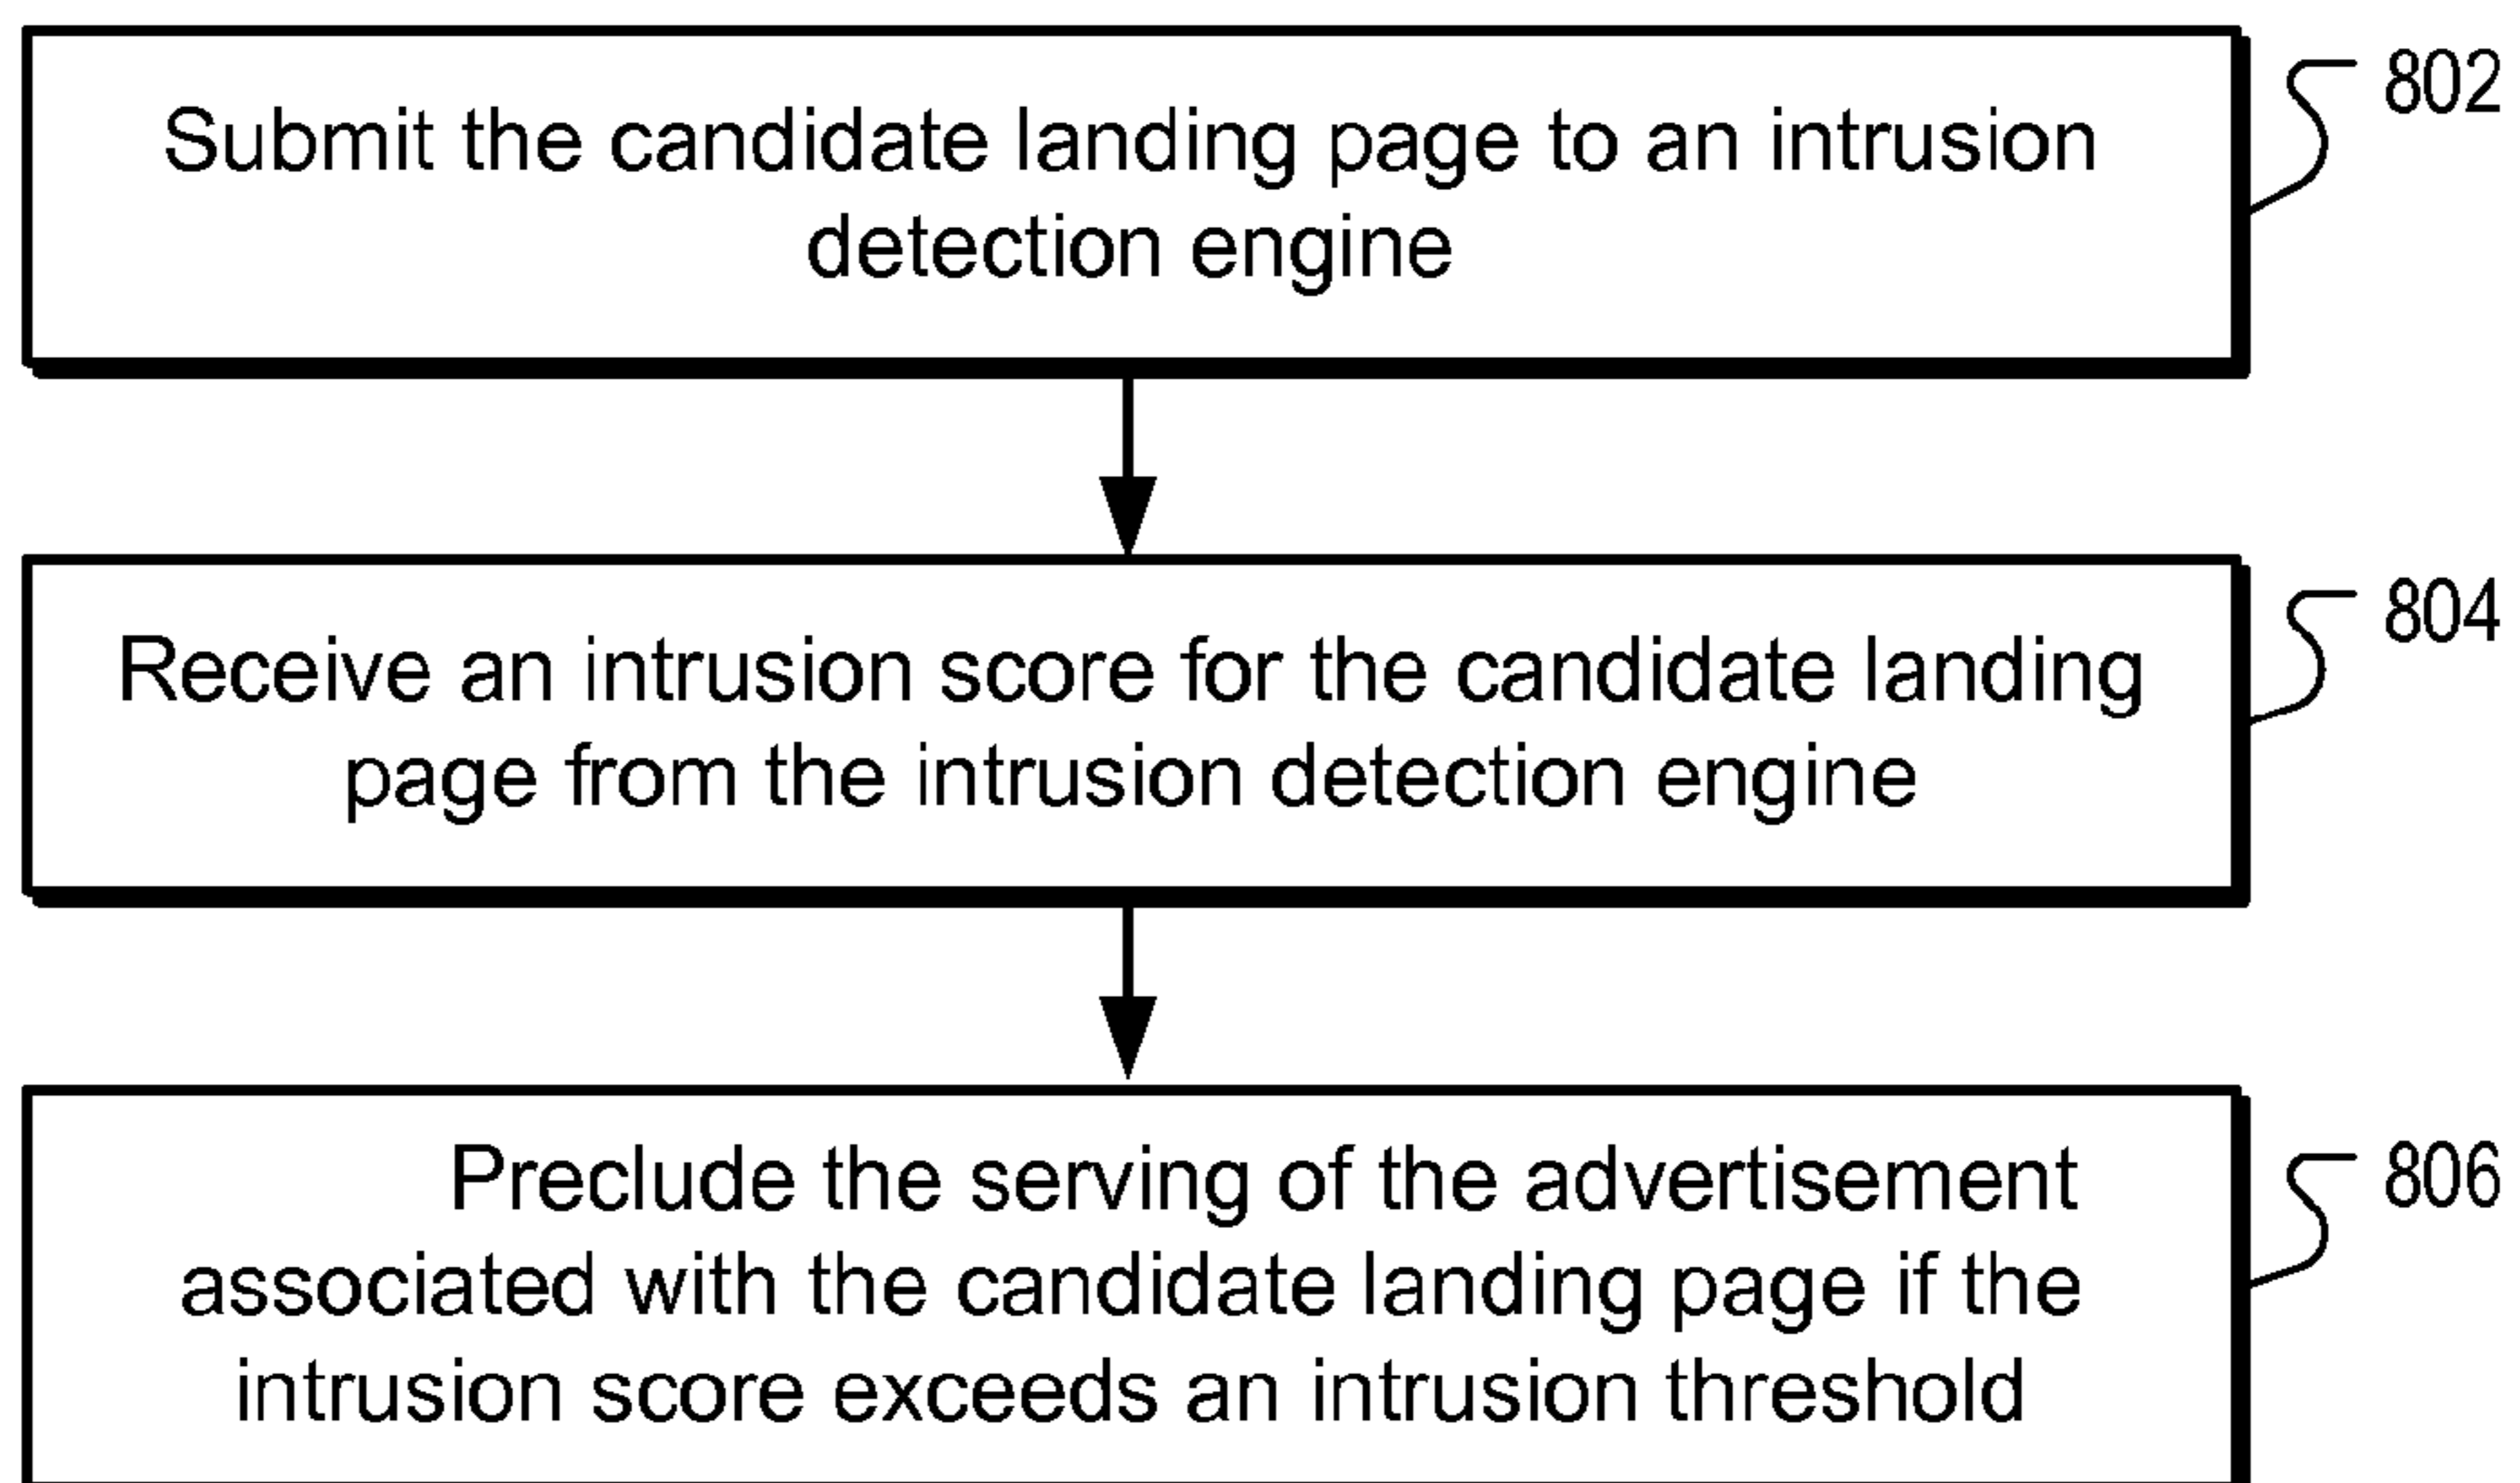 Submit the candidate landing page to an intrusion
detection engine
802
Receive an intrusion score for the candidate landing
page from the intrusion detection engine
804
Preclude the serving of the advertisement
associated with the candidate landing page if the
intrusion score exceeds an intrusion threshold
806